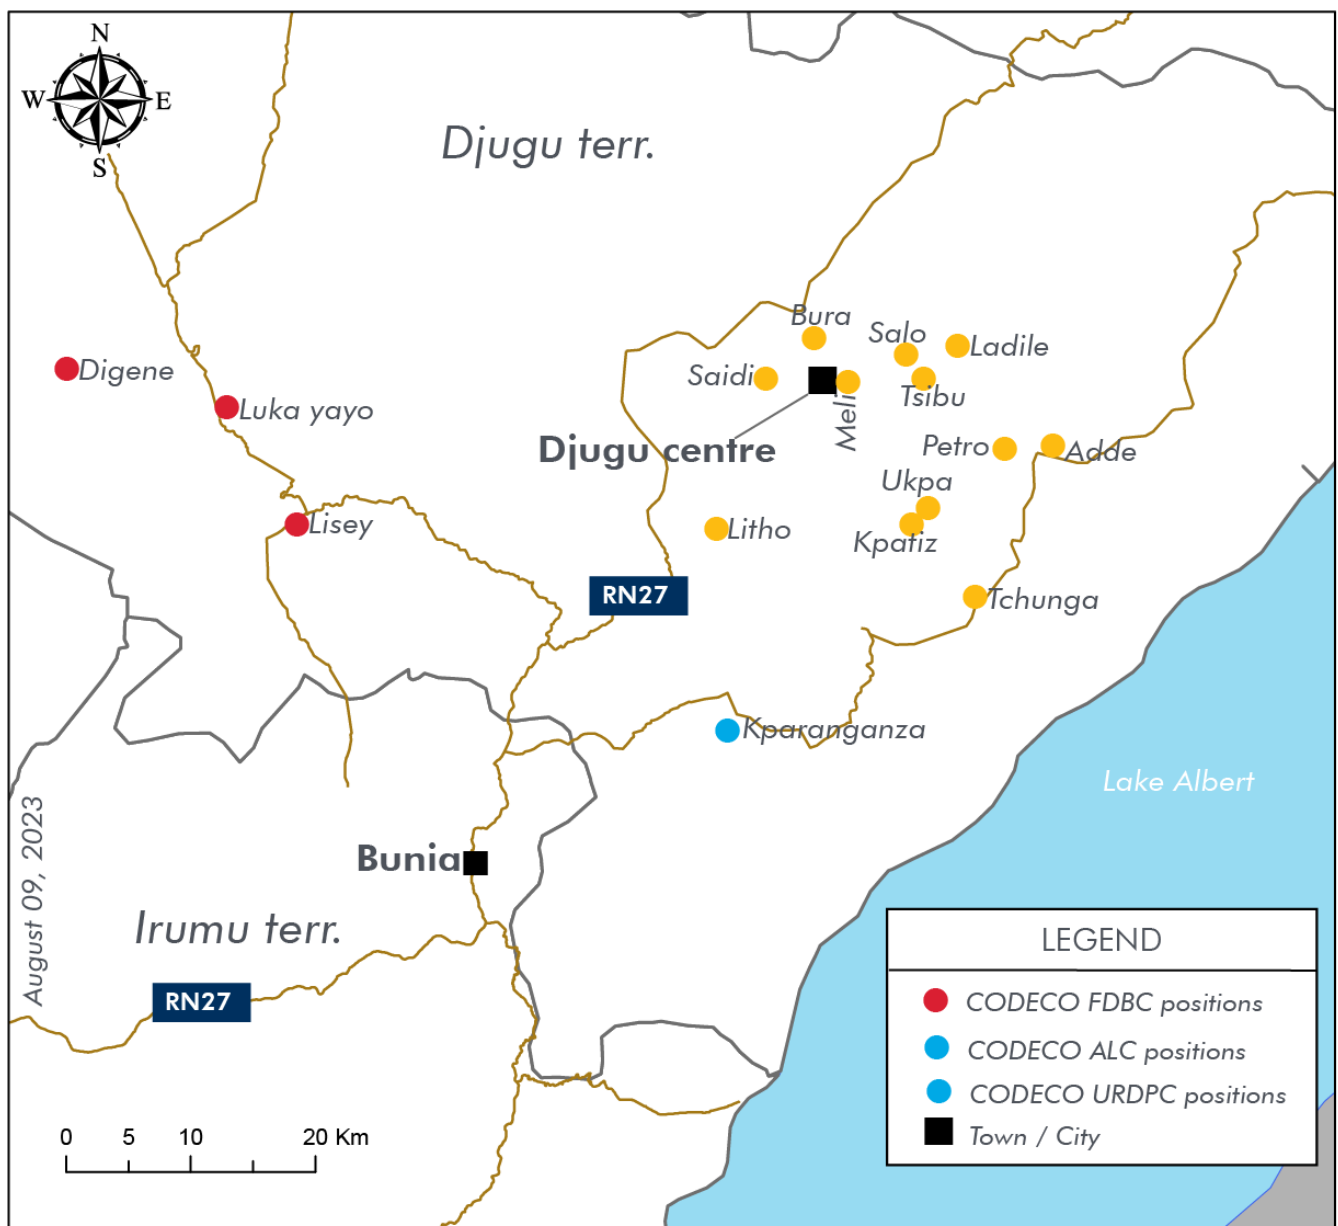 N
W E
S
Djugu terr.
Bura
Salo
Ladile
Digene
Saidi
Tsibu
Luka yayo
Meli
Djugu centre
Petro
Adde
Ukpa
Lisey
Litho
Kpatiz
RN27
Tchunga
Kparanganza
Lake Albert
August 09, 2023
Bunia
Irumu terr.
RN27
LEGEND
CODECO FDBC positions
CODECO ALC positions
CODECO URDPC positions
Town / City
0 5 10 20 Km